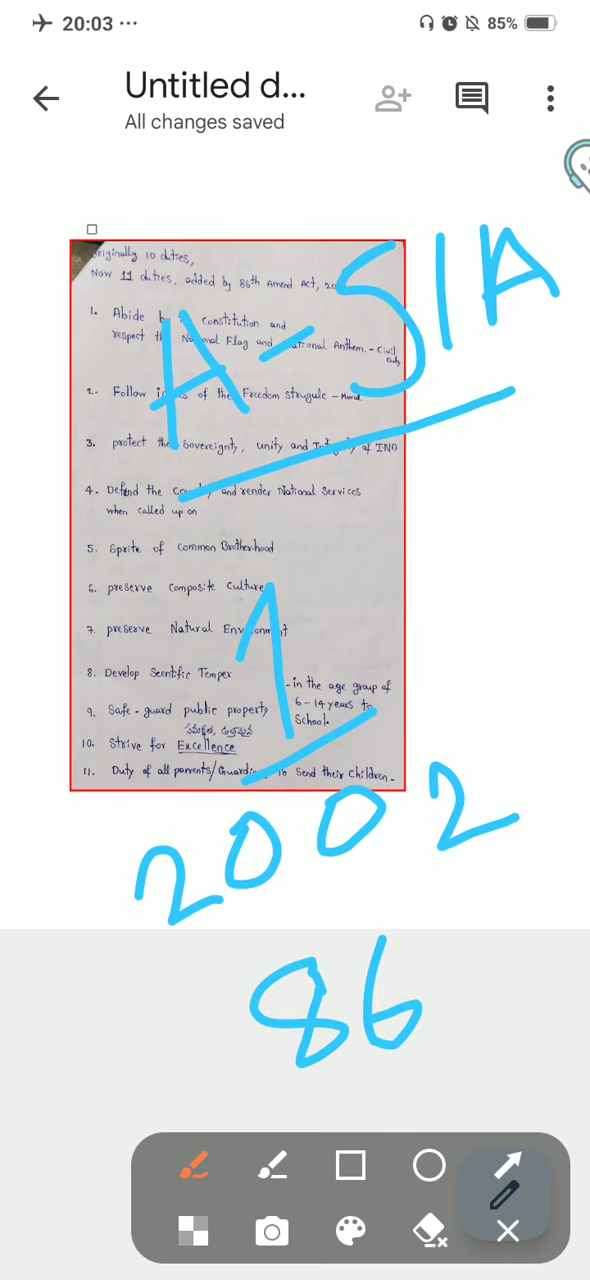 20:03 ...
85%
Untitled d...
All changes saved
originally 10 duties,
Now 11 duties, added by 86th Amend Act, 20
1. Abide by Constitution and
respect the National Flag and National Anthem. - Civil
duty
2. Follow of the Freedom Strugule - Moral
3. protect the Sovereignty, unity and of IND
4. Defend the and render National Services
when called up on
5. Sprite of Common Brotherhood
6. preserve Composite Culture
7. preserve Natural Environment
8. Develop Scentific Temper
9. Safe-guard public property
- in the age group of
6-14 years to
School.
10. Strive for Excellence
11. Duty of all parents/Guardi to Send their Children -
A - 51A
1
2002
86